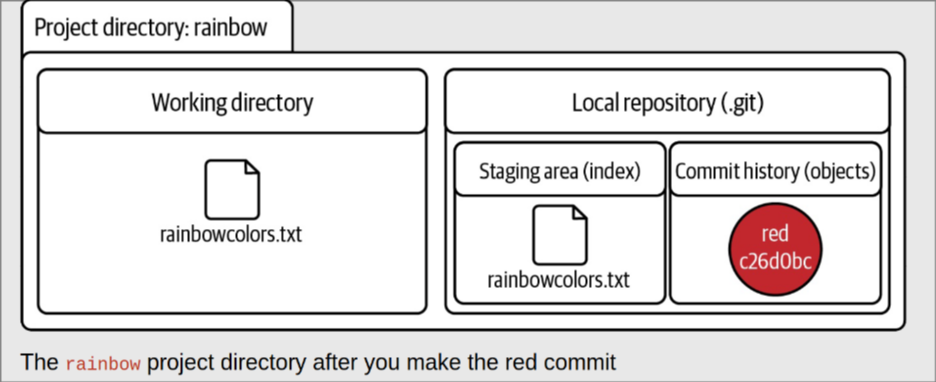 Project directory: rainbow
Working directory
rainbowcolors.txt
Local repository (.git)
Staging area (index)
rainbowcolors.txt
Commit history (objects)
red
c26d0bc
The rainbow project directory after you make the red commit